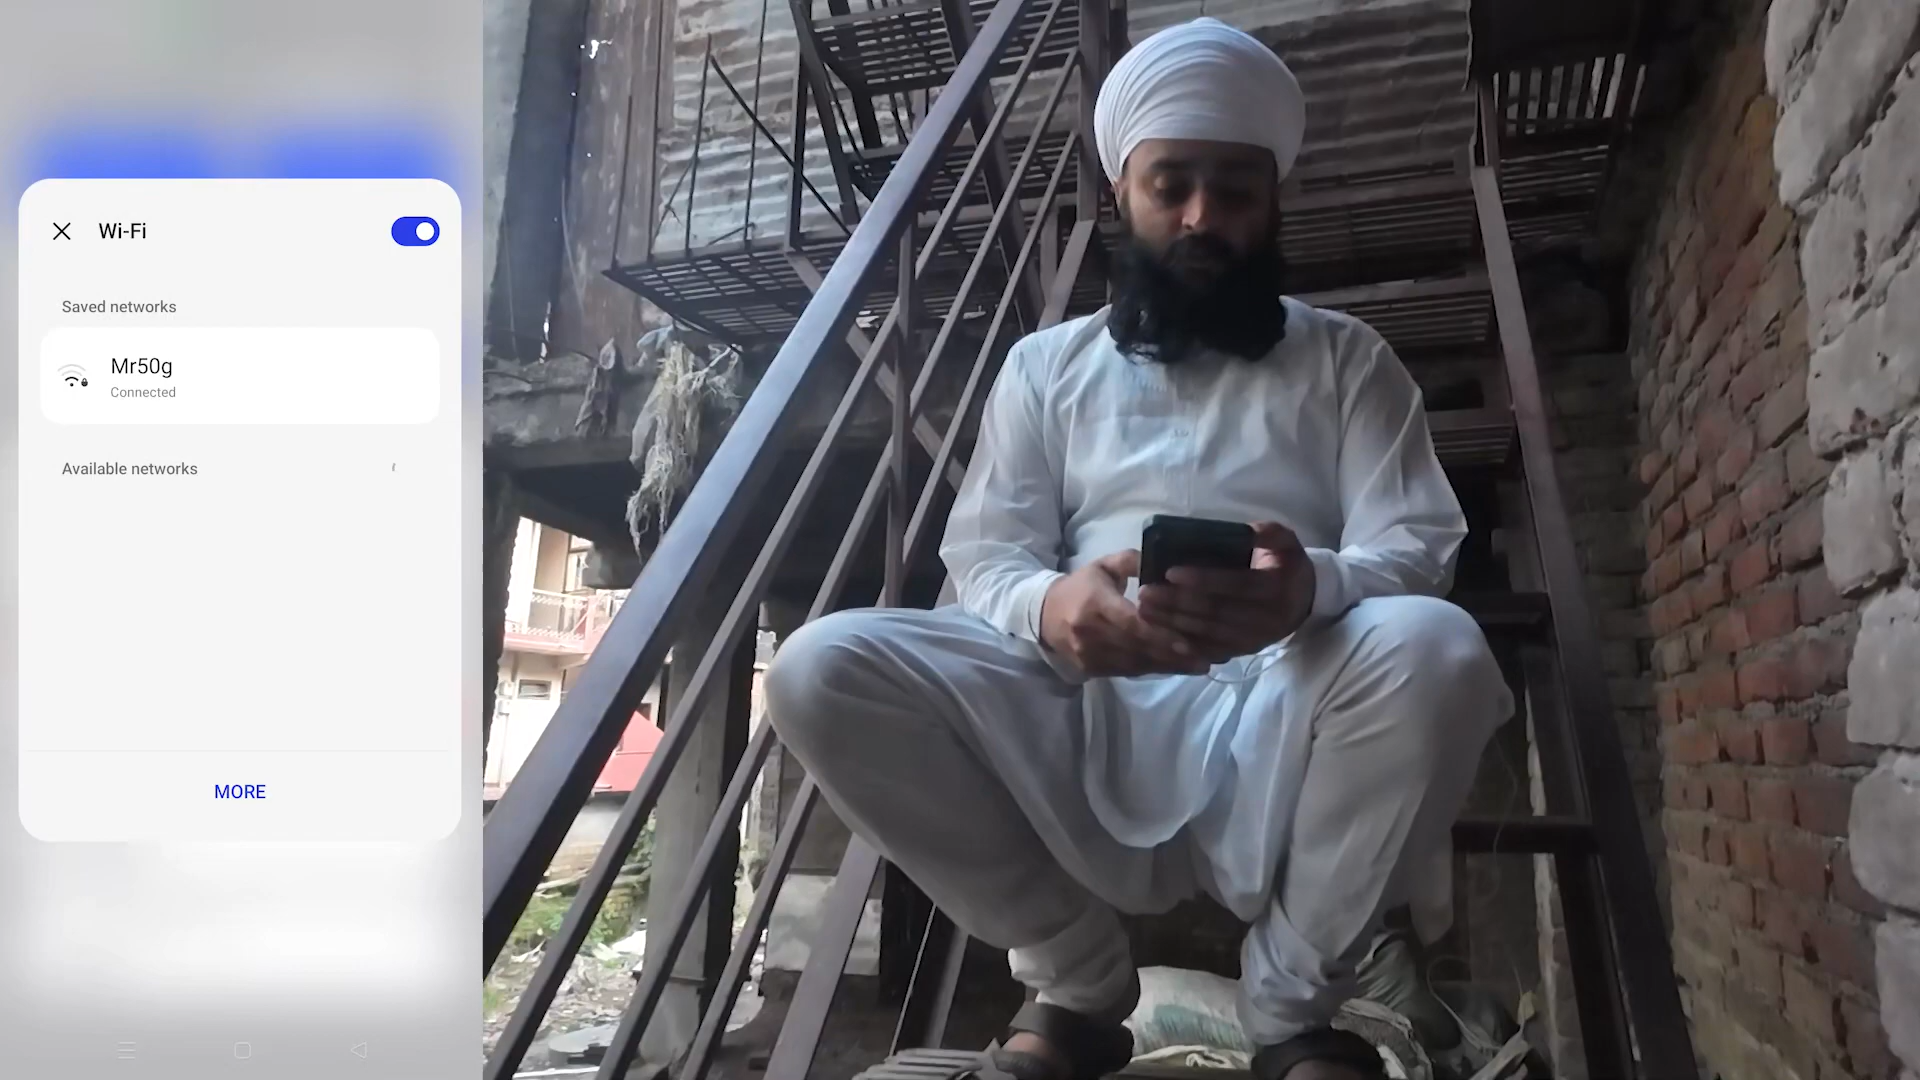 Wi-Fi
Saved networks
Mr50g
Connected
Available networks
MORE